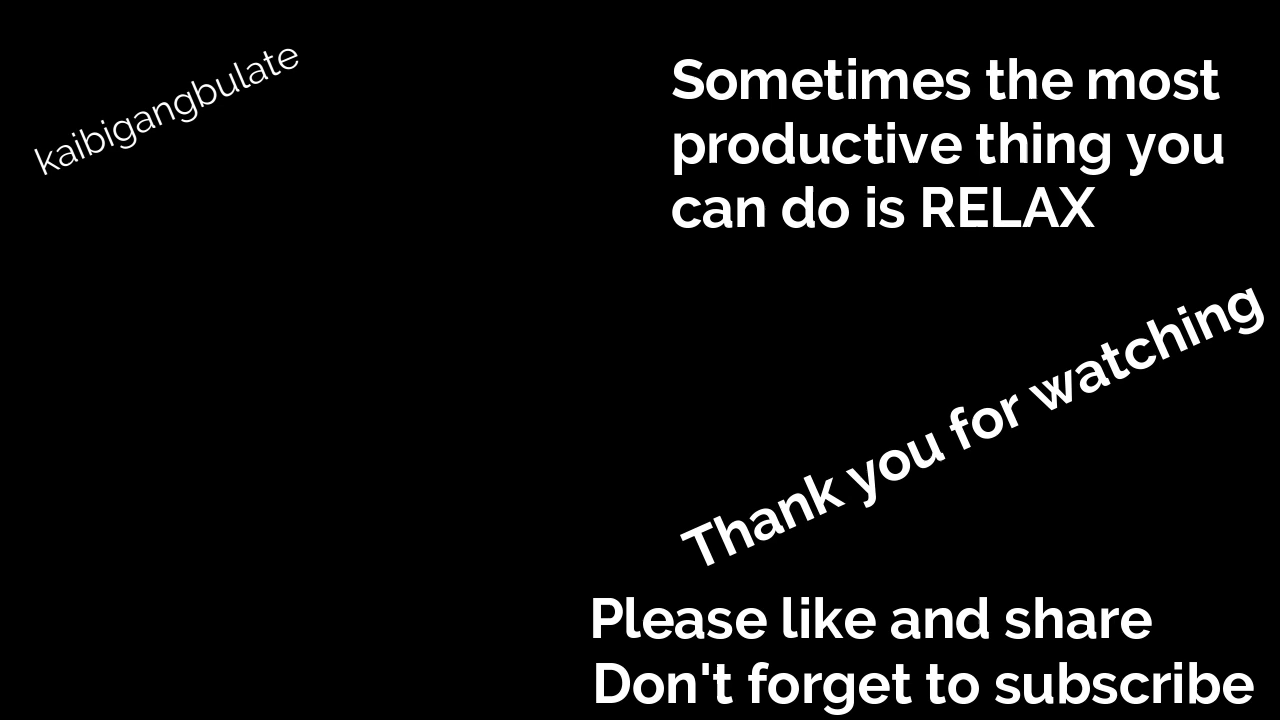 kaibigangbulate
Sometimes the most
productive thing you
can do is RELAX
Thank you for watching
Please like and share
Don't forget to subscribe